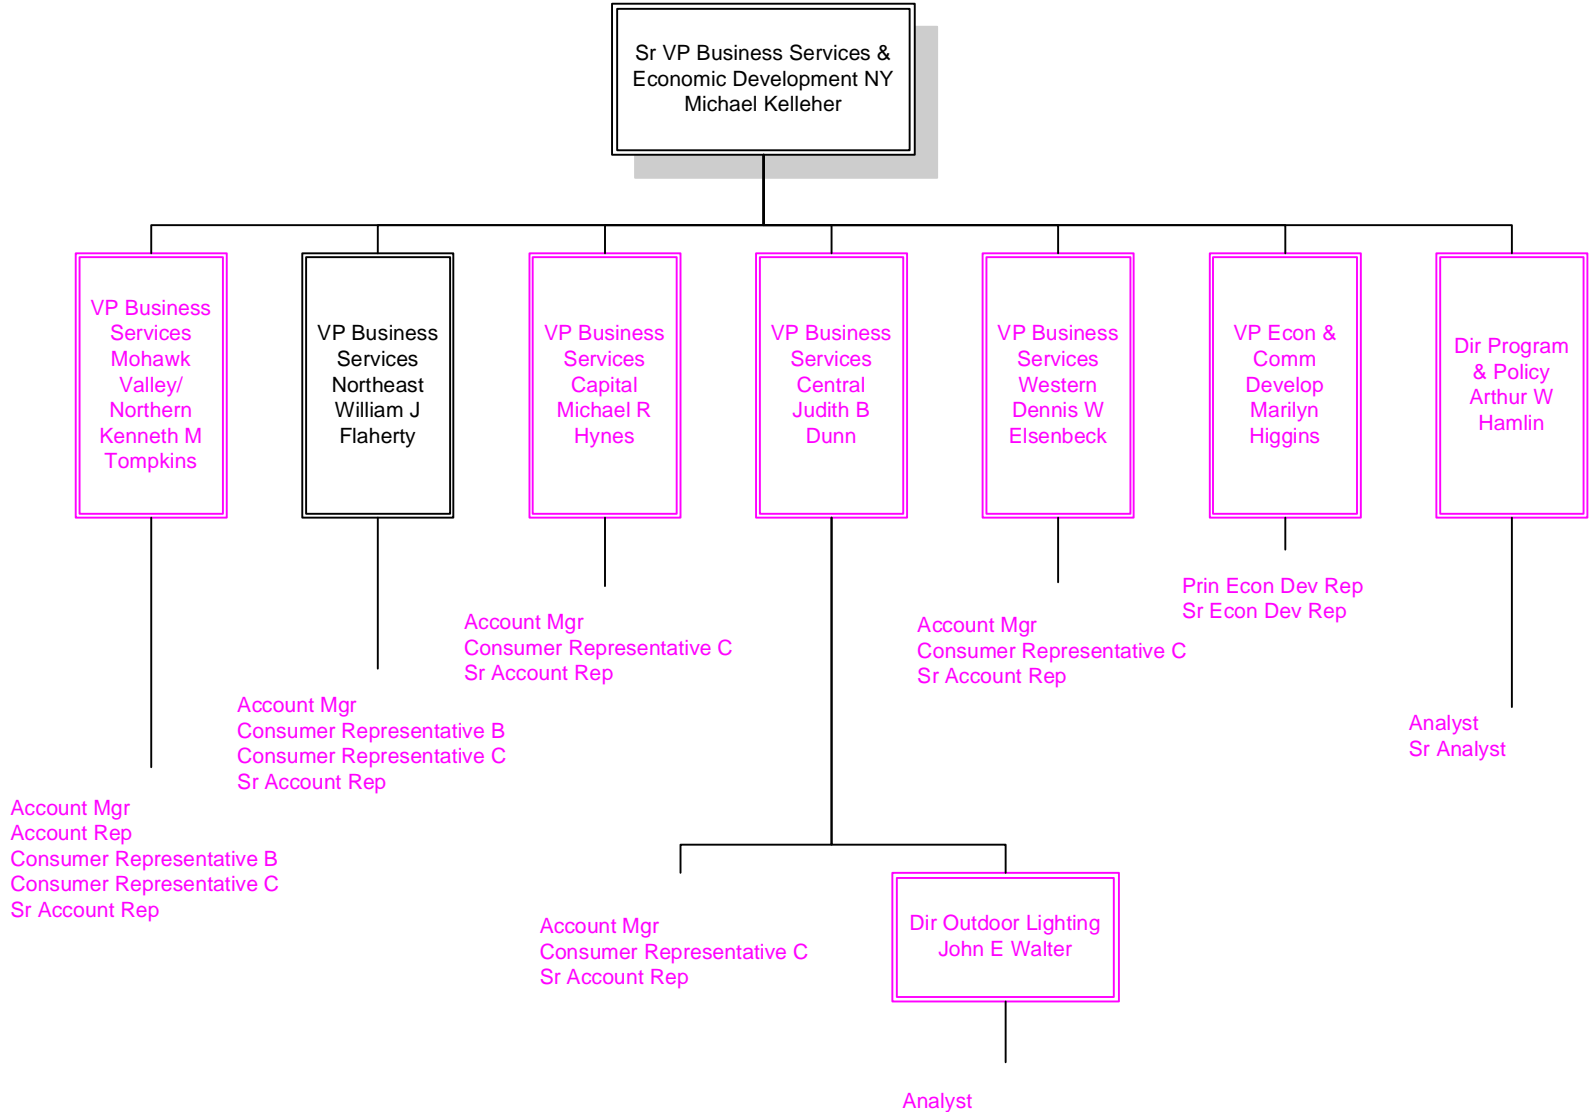 Sr VP Business Services &
Economic Development NY
Michael Kelleher
VP Business
Services
Mohawk
Valley/
Northern
Kenneth M
Tompkins
VP Business
Services
Northeast
William J
Flaherty
VP Business
Services
Capital
Michael R
Hynes
VP Business
Services
Central
Judith B
Dunn
VP Business
Services
Western
Dennis W
Elsenbeck
VP Econ &
Comm
Develop
Marilyn
Higgins
Dir Program
& Policy
Arthur W
Hamlin
Account Mgr
Account Rep
Consumer Representative B
Consumer Representative C
Sr Account Rep
Account Mgr
Consumer Representative B
Consumer Representative C
Sr Account Rep
Account Mgr
Consumer Representative C
Sr Account Rep
Account Mgr
Consumer Representative C
Sr Account Rep
Dir Outdoor Lighting
John E Walter
Analyst
Account Mgr
Consumer Representative C
Sr Account Rep
Prin Econ Dev Rep
Sr Econ Dev Rep
Analyst
Sr Analyst